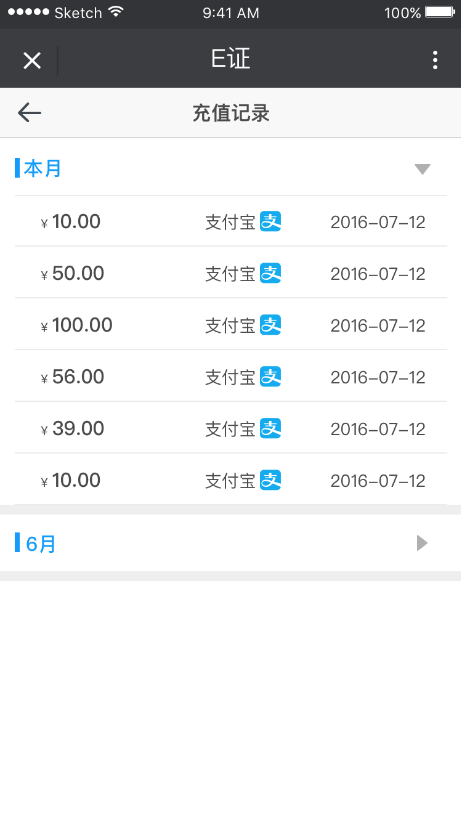 Sketch 9:41 AM 100%
E证
充值记录
本月
¥ 10.00 支付宝 支 2016-07-12
¥ 50.00 支付宝 支 2016-07-12
¥ 100.00 支付宝 支 2016-07-12
¥ 56.00 支付宝 支 2016-07-12
¥ 39.00 支付宝 支 2016-07-12
¥ 10.00 支付宝 支 2016-07-12
6月